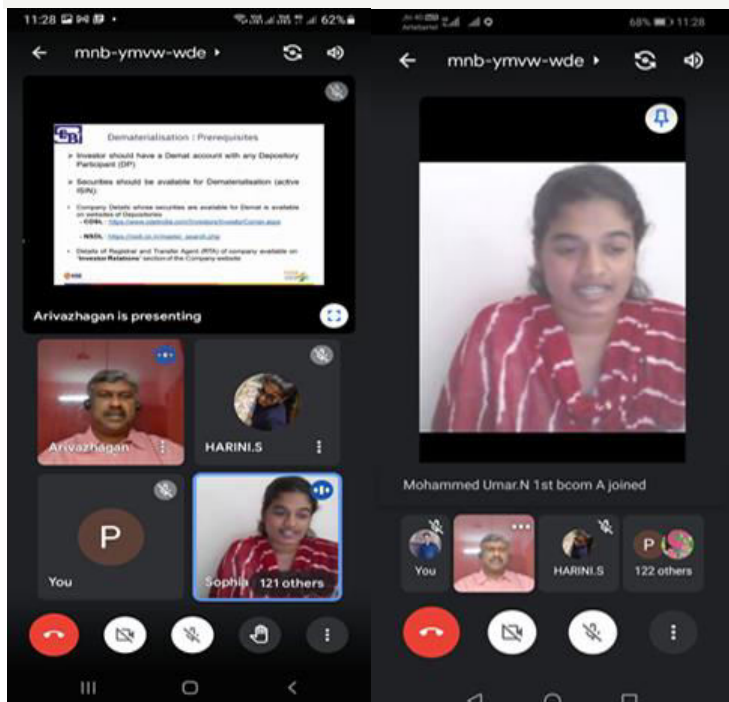 11:28
62%
mnb-ymvw-wde
SEBI
Dematerialisation : Prerequisites
Investor should have a Demat account with any Depository
Participant (DP)
Securities should be available for Dematerialisation (active
ISIN)
Company Details whose securities are available for Demat is available
on websites of Depositories
- CDSL :
- NSDL :
Details of Registrar and Transfer Agent (RTA) of company available on
"Investor Relations" section of the Company website
Arivazhagan is presenting
Arivazhagan
HARINI.S
P
You
Sophia
121 others
68% 11:28
mnb-ymvw-wde
Mohammed Umar.N 1st bcom A joined
P
You
HARINI.S
122 others